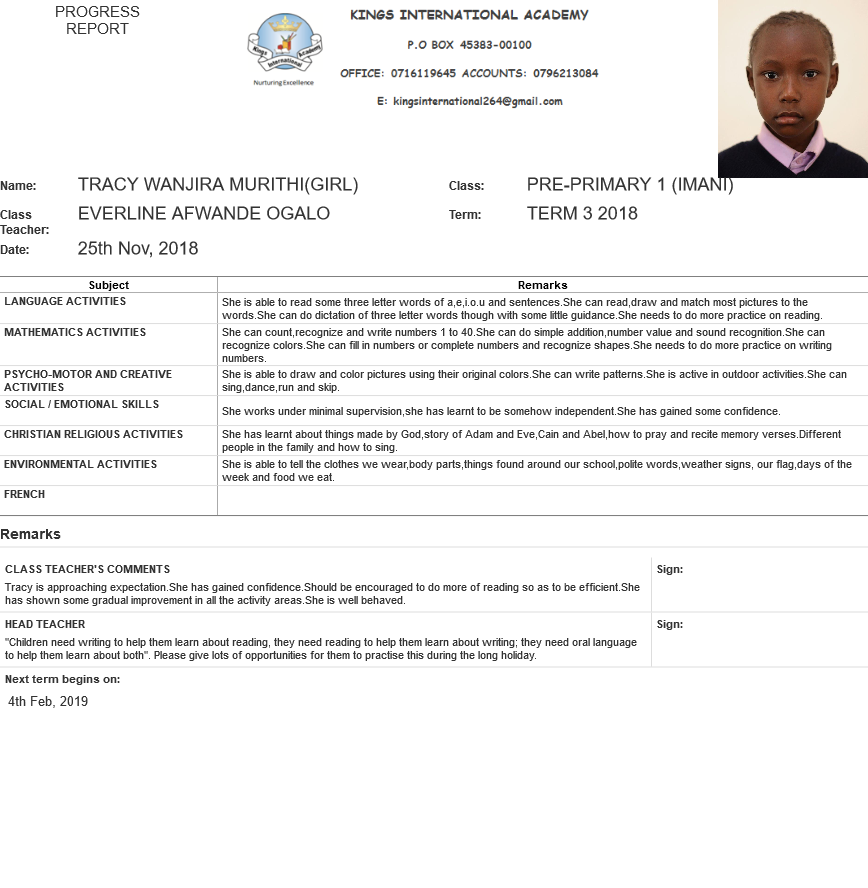 PROGRESS
REPORT
Kings International Academy
Nurturing Excellence
KINGS INTERNATIONAL ACADEMY
P.O BOX 45383-00100
OFFICE: 0716119645 ACCOUNTS: 0796213084
E: kingsinternational264@gmail.com
Name: TRACY WANJIRA MURITHI(GIRL) Class: PRE-PRIMARY 1 (IMANI)
Class Teacher: EVERLINE AFWANDE OGALO Term: TERM 3 2018
Date: 25th Nov, 2018
Subject Remarks
LANGUAGE ACTIVITIES
She is able to read some three letter words of a,e,i.o.u and sentences.She can read,draw and match most pictures to the
words.She can do dictation of three letter words though with some little guidance.She needs to do more practice on reading.
MATHEMATICS ACTIVITIES
She can count,recognize and write numbers 1 to 40.She can do simple addition,number value and sound recognition.She can
recognize colors.She can fill in numbers or complete numbers and recognize shapes.She needs to do more practice on writing
numbers.
PSYCHO-MOTOR AND CREATIVE
ACTIVITIES
She is able to draw and color pictures using their original colors.She can write patterns.She is active in outdoor activities.She can
sing,dance,run and skip.
SOCIAL / EMOTIONAL SKILLS
She works under minimal supervision,she has learnt to be somehow independent.She has gained some confidence.
CHRISTIAN RELIGIOUS ACTIVITIES
She has learnt about things made by God,story of Adam and Eve,Cain and Abel,how to pray and recite memory verses.Different
people in the family and how to sing.
ENVIRONMENTAL ACTIVITIES
She is able to tell the clothes we wear,body parts,things found around our school,polite words,weather signs, our flag,days of the
week and food we eat.
FRENCH
Remarks
CLASS TEACHER'S COMMENTS
Tracy is approaching expectation.She has gained confidence.Should be encouraged to do more of reading so as to be efficient.She
has shown some gradual improvement in all the activity areas.She is well behaved.
Sign:
HEAD TEACHER
"Children need writing to help them learn about reading, they need reading to help them learn about writing; they need oral language
to help them learn about both". Please give lots of opportunities for them to practise this during the long holiday.
Sign:
Next term begins on:
4th Feb, 2019